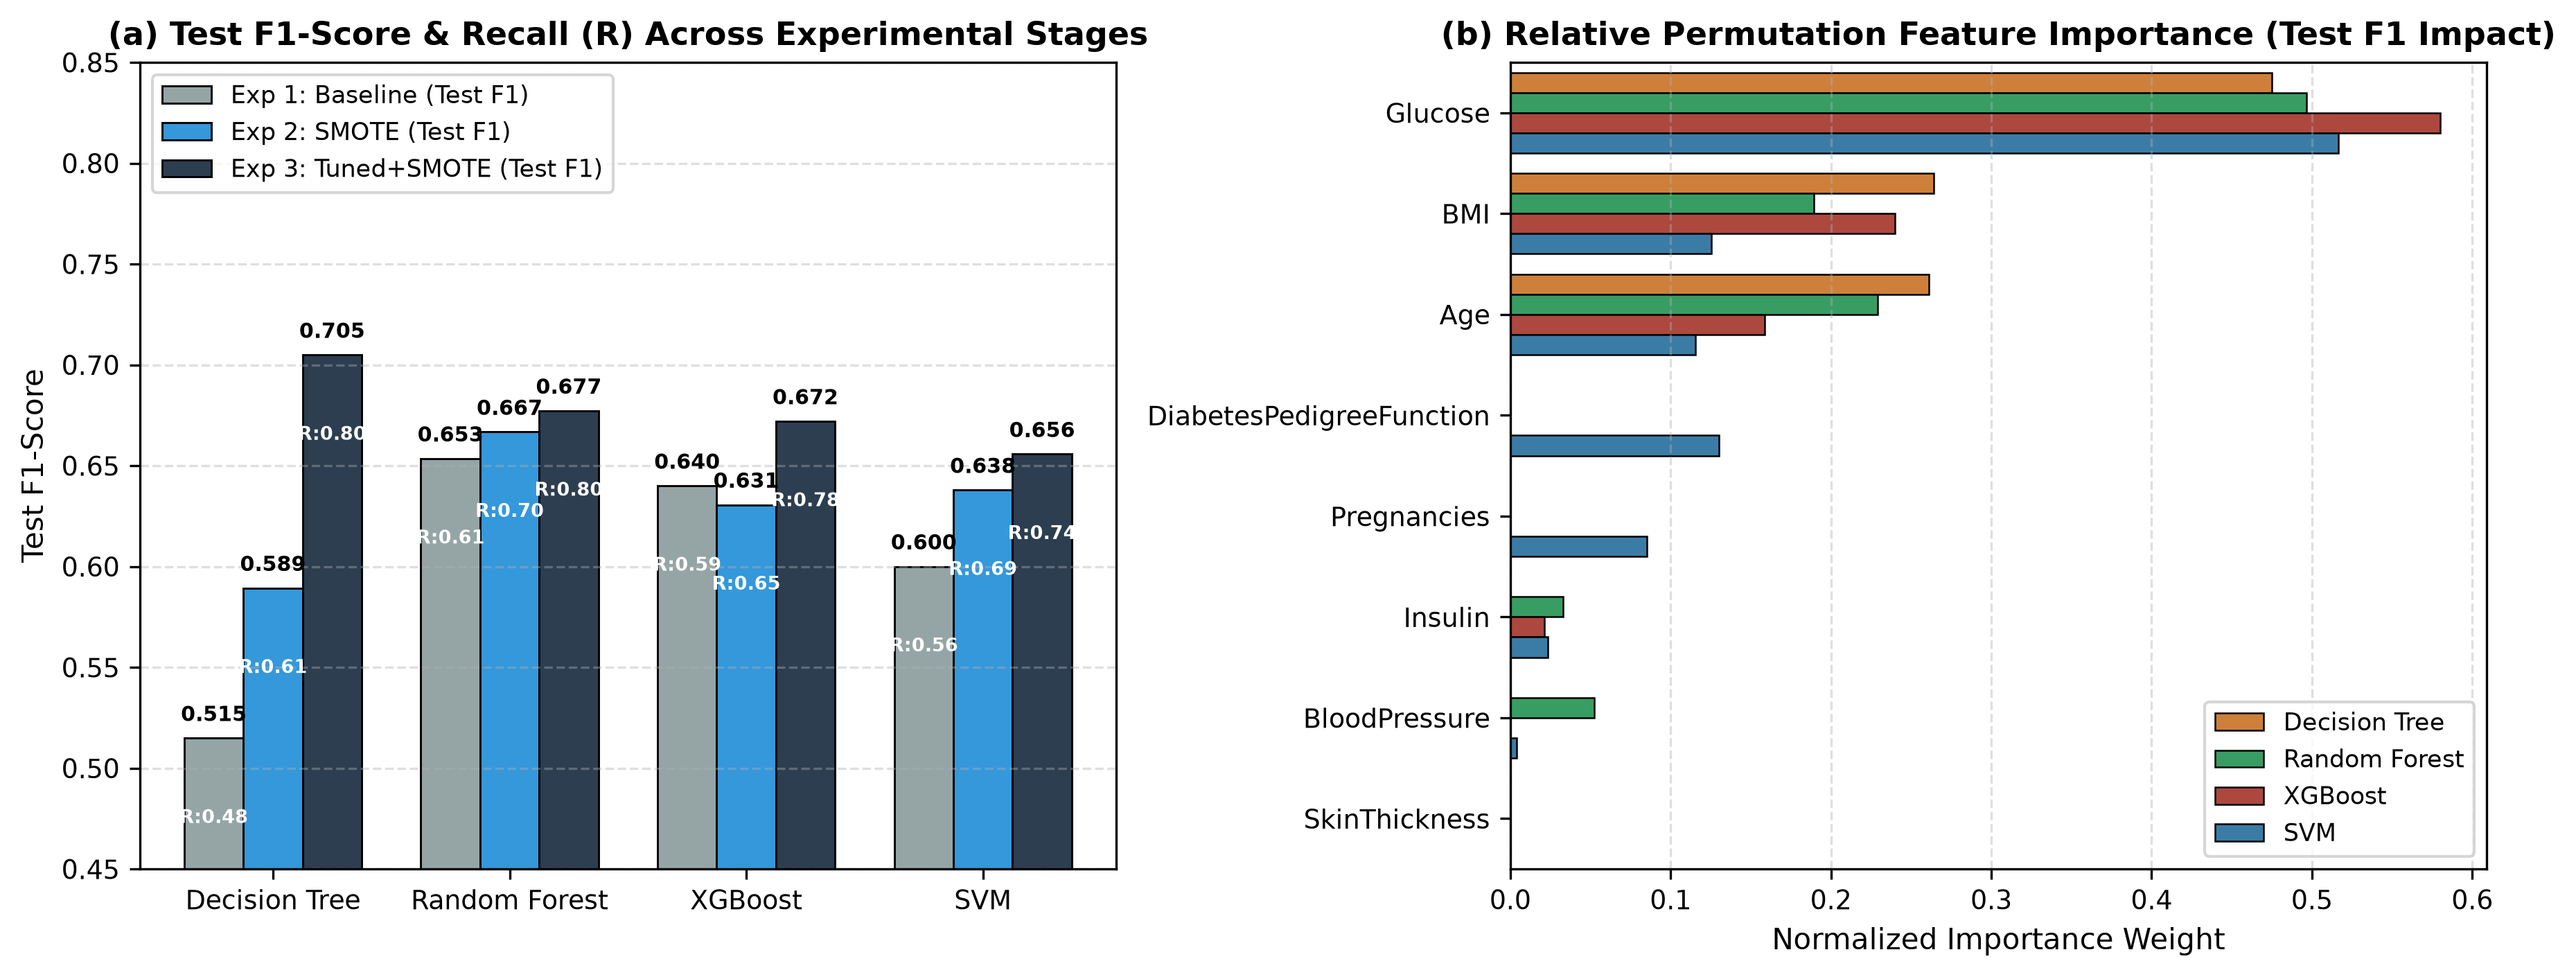 (a) Test F1-Score & Recall (R) Across Experimental Stages
Test F1-Score
0.85
0.80
0.75
0.70
0.65
0.60
0.55
0.50
0.45
Exp 1: Baseline (Test F1)
Exp 2: SMOTE (Test F1)
Exp 3: Tuned+SMOTE (Test F1)
0.515
R:0.48
0.589
R:0.61
0.705
R:0.80
0.653
R:0.61
0.667
R:0.70
0.677
R:0.80
0.640
R:0.59
0.631
R:0.65
0.672
R:0.78
0.600
R:0.56
0.638
R:0.69
0.656
R:0.74
Decision Tree
Random Forest
XGBoost
SVM
(b) Relative Permutation Feature Importance (Test F1 Impact)
Glucose
BMI
Age
DiabetesPedigreeFunction
Pregnancies
Insulin
BloodPressure
SkinThickness
Decision Tree
Random Forest
XGBoost
SVM
0.0
0.1
0.2
0.3
0.4
0.5
0.6
Normalized Importance Weight